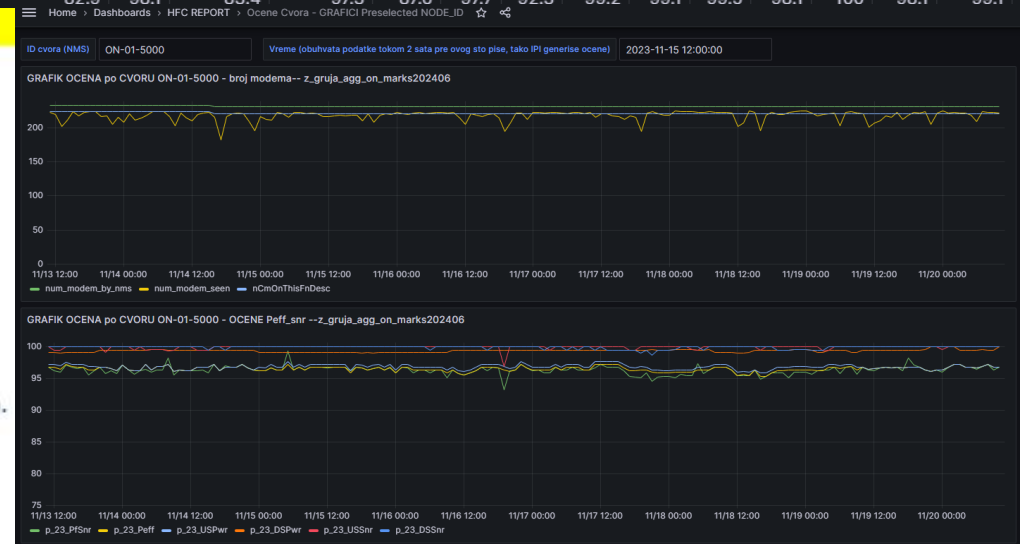 Home > Dashboards > HFC REPORT > Ocene Cvora - GRAFICI Preselected NODE_ID
ID cvora (NMS) ON-01-5000 Vreme (obuhvata podatke tokom 2 sata pre ovog sto pise, tako IPI generise ocene) 2023-11-15 12:00:00
GRAFIK OCENA po CVORU ON-01-5000 - broj modema-- z_gruja_agg_on_marks202406
200
150
100
50
0
11/13 12:00 11/14 00:00 11/14 12:00 11/15 00:00 11/15 12:00 11/16 00:00 11/16 12:00 11/17 00:00 11/17 12:00 11/18 00:00 11/18 12:00 11/19 00:00 11/19 12:00 11/20 00:00
num_modem_by_nms num_modem_seen nCmOnThisFnDesc
GRAFIK OCENA po CVORU ON-01-5000 - OCENE Peff_snr --z_gruja_agg_on_marks202406
100
95
90
85
80
75
11/13 12:00 11/14 00:00 11/14 12:00 11/15 00:00 11/15 12:00 11/16 00:00 11/16 12:00 11/17 00:00 11/17 12:00 11/18 00:00 11/18 12:00 11/19 00:00 11/19 12:00 11/20 00:00
p_23_PfSnr p_23_Peff p_23_USPwr p_23_DSPwr p_23_USSnr p_23_DSSnr